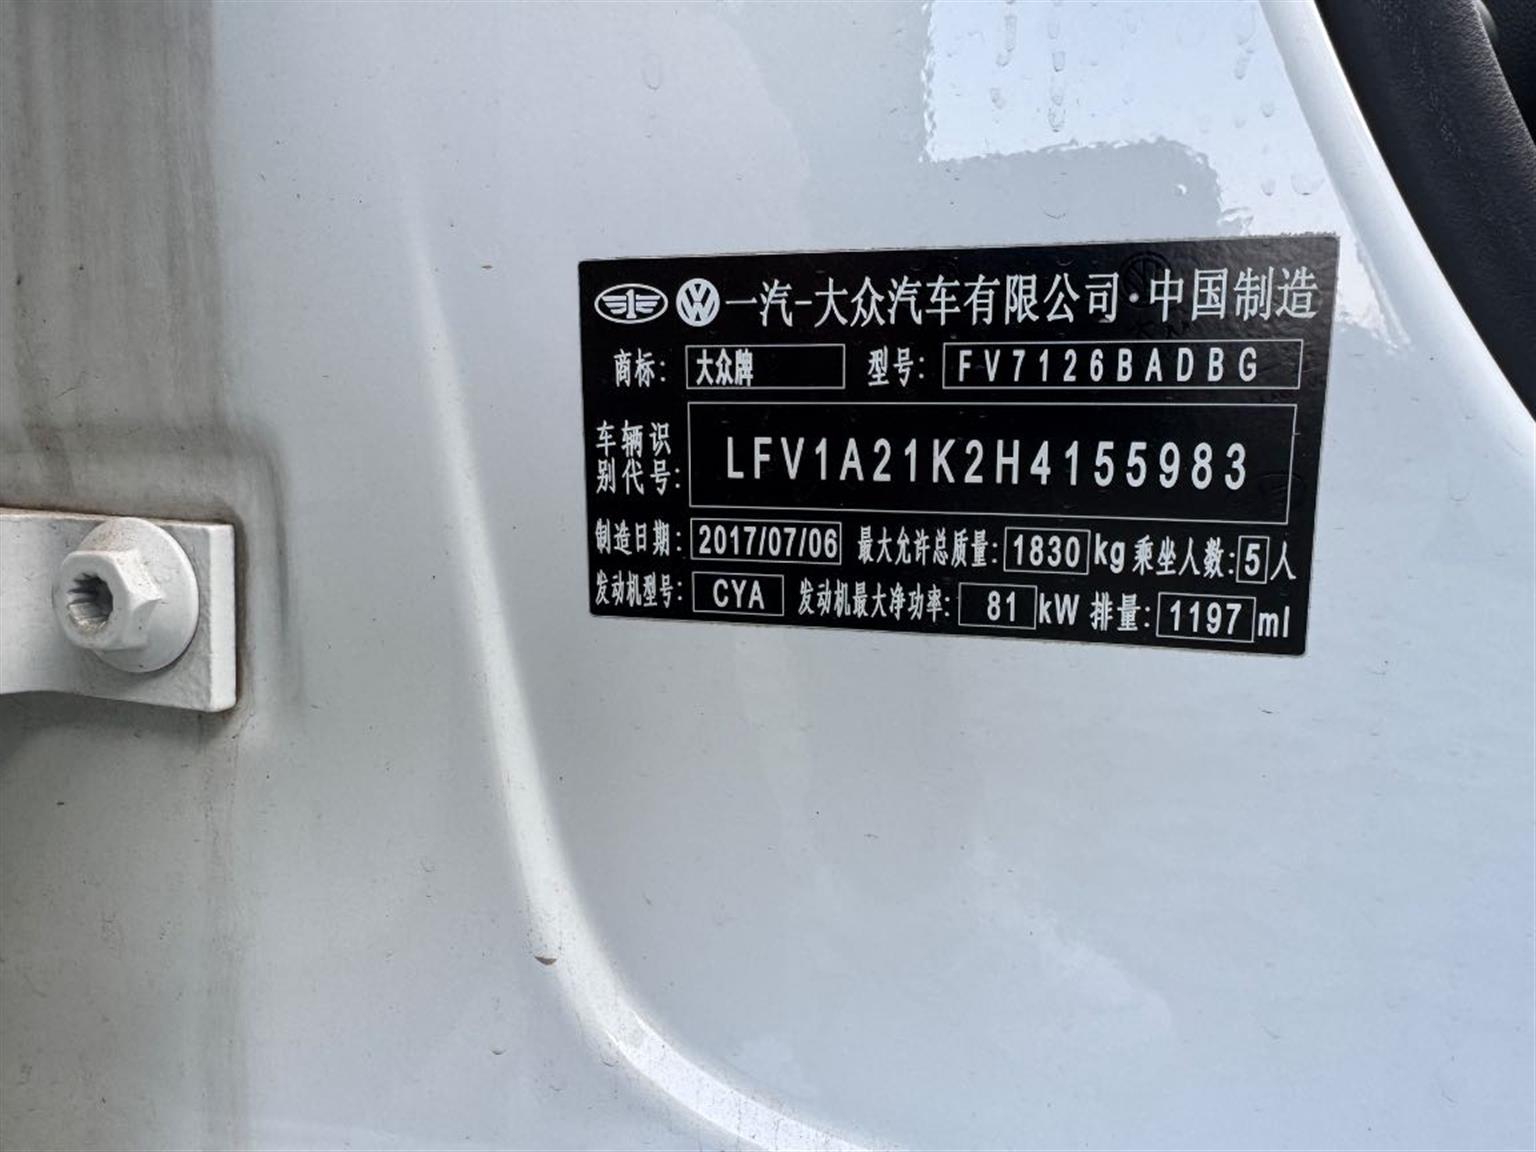 一汽-大众汽车有限公司·中国制造
商标: 大众牌 型号: FV7126BADBG
车辆识别代号: LFV1A21K2H4155983
制造日期: 2017/07/06 最大允许总质量: 1830 kg 乘坐人数: 5 人
发动机型号: CYA 发动机最大净功率: 81 kW 排量: 1197 ml